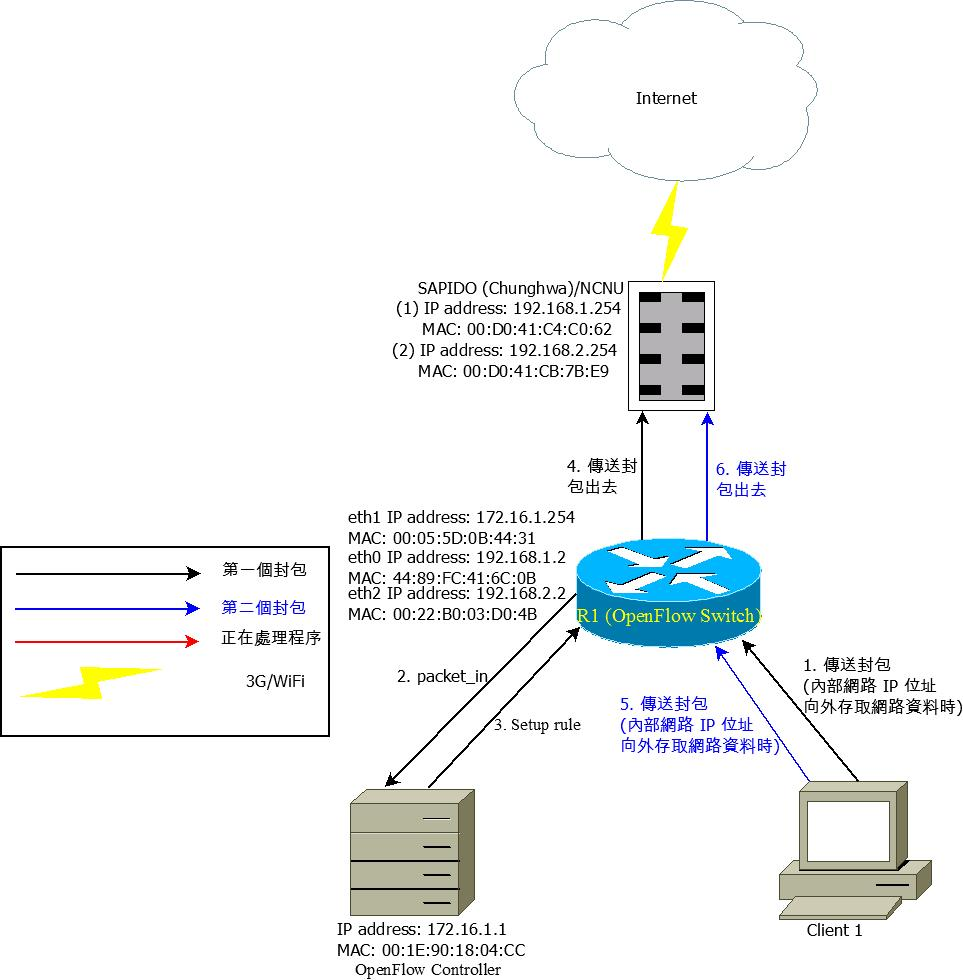 Internet
SAPIDO (Chunghwa)/NCNU
(1) IP address: 192.168.1.254
MAC: 00:D0:41:C4:C0:62
(2) IP address: 192.168.2.254
MAC: 00:D0:41:CB:7B:E9
4. 傳送封
包出去
6. 傳送封
包出去
eth1 IP address: 172.16.1.254
MAC: 00:05:5D:0B:44:31
eth0 IP address: 192.168.1.2
MAC: 44:89:FC:41:6C:0B
eth2 IP address: 192.168.2.2
MAC: 00:22:B0:03:D0:4B
R1 (OpenFlow Switch)
第一個封包
第二個封包
正在處理程序
3G/WiFi
2. packet_in
3. Setup rule
1. 傳送封包
(內部網路 IP 位址
向外存取網路資料時)
5. 傳送封包
(內部網路 IP 位址
向外存取網路資料時)
IP address: 172.16.1.1
MAC: 00:1E:90:18:04:CC
OpenFlow Controller
Client 1